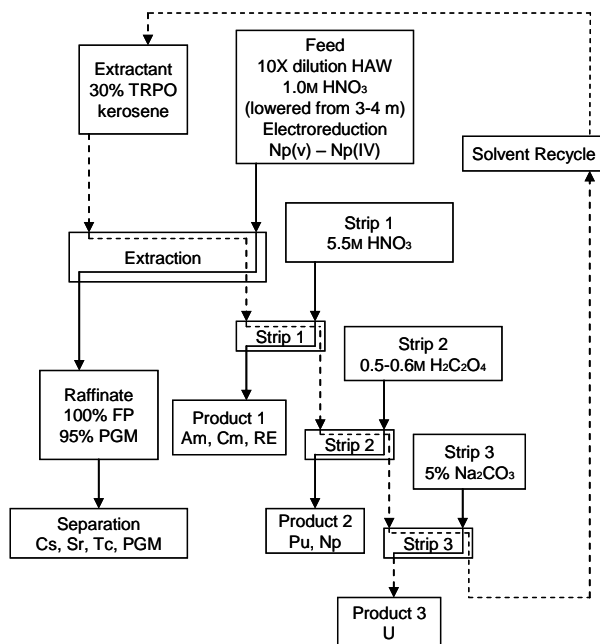 Extractant
30% TRPO
kerosene
Feed
10X dilution HAW
1.0M HNO₃
(lowered from 3-4 m)
Electroreduction
Np(v) – Np(IV)
Solvent Recycle
Extraction
Strip 1
5.5M HNO₃
Strip 1
Strip 2
0.5-0.6M H₂C₂O₄
Raffinate
100% FP
95% PGM
Product 1
Am, Cm, RE
Strip 2
Strip 3
5% Na₂CO₃
Separation
Cs, Sr, Tc, PGM
Product 2
Pu, Np
Strip 3
Product 3
U